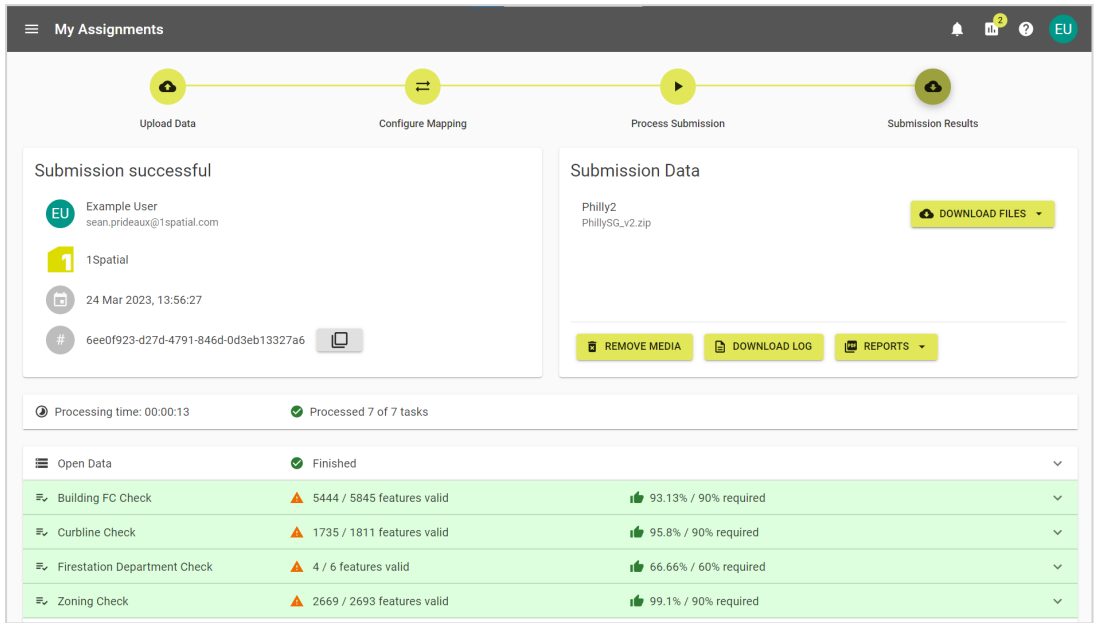 My Assignments
2
EU
Upload Data
Configure Mapping
Process Submission
Submission Results
Submission successful
EU
Example User
sean.prideaux@1spatial.com
1
1Spatial
24 Mar 2023, 13:56:27
#
6ee0f923-d27d-4791-846d-0d3eb13327a6
Submission Data
Philly2
PhillySG_v2.zip
DOWNLOAD FILES
REMOVE MEDIA
DOWNLOAD LOG
REPORTS
Processing time: 00:00:13
Processed 7 of 7 tasks
Open Data
Finished
Building FC Check
5444 / 5845 features valid
93.13% / 90% required
Curbline Check
1735 / 1811 features valid
95.8% / 90% required
Firestation Department Check
4 / 6 features valid
66.66% / 60% required
Zoning Check
2669 / 2693 features valid
99.1% / 90% required